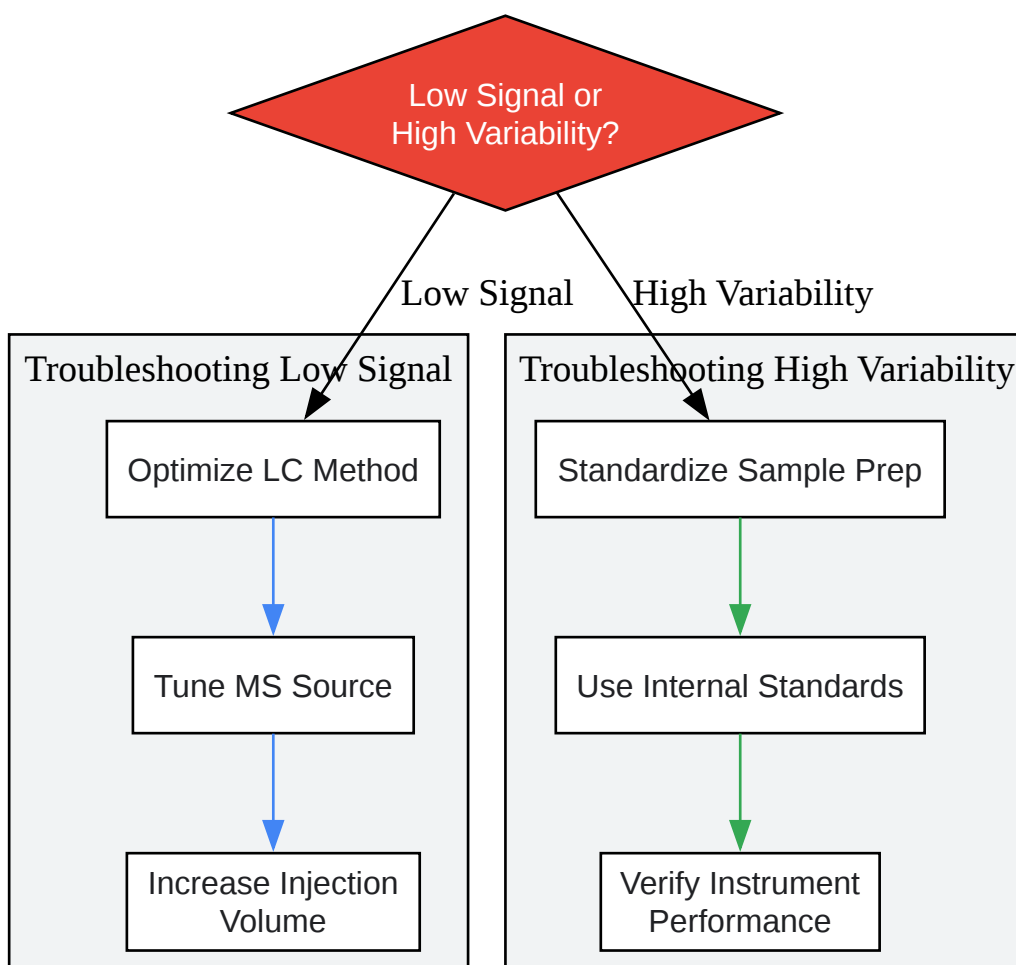 Low Signal or
High Variability?
Low Signal
High Variability
Troubleshooting Low Signal
Troubleshooting High Variability
Optimize LC Method
Standardize Sample Prep
Tune MS Source
Use Internal Standards
Increase Injection
Volume
Verify Instrument
Performance